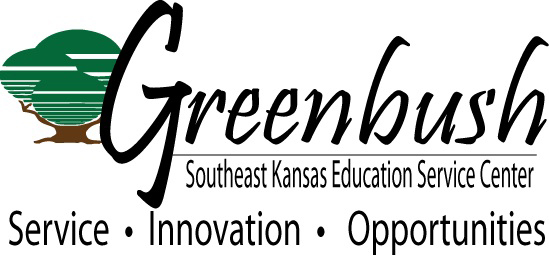 Greenbush
Southeast Kansas Education Service Center
Service • Innovation • Opportunities